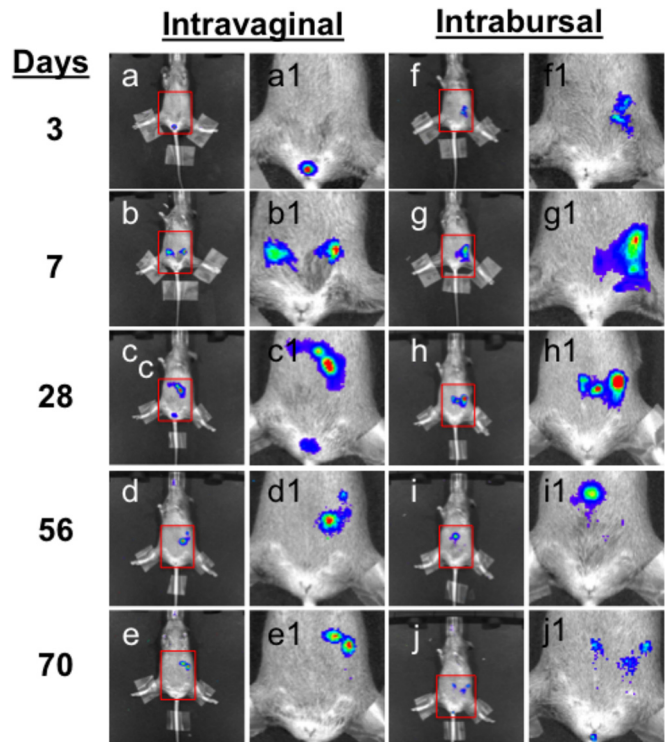 Intravaginal Intrabursal
Days
a a1 f f1
3
b b1 g g1
7
c c c1 h h1
28
d d1 i i1
56
e e1 j j1
70